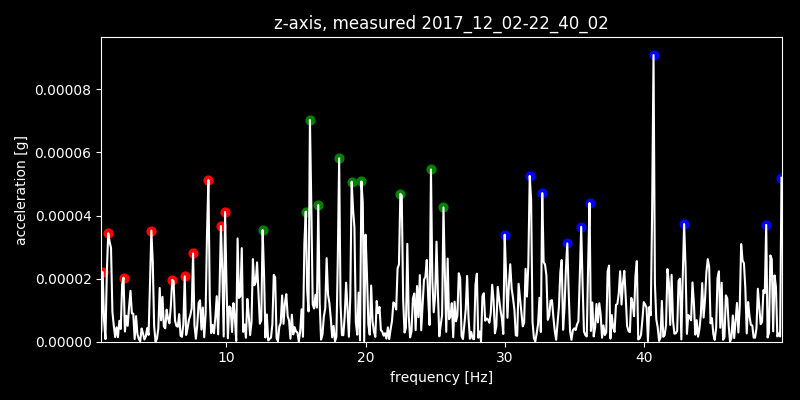 z-axis, measured 2017_12_02-22_40_02
acceleration [g]
0.00008
0.00006
0.00004
0.00002
0.00000
10 20 30 40
frequency [Hz]